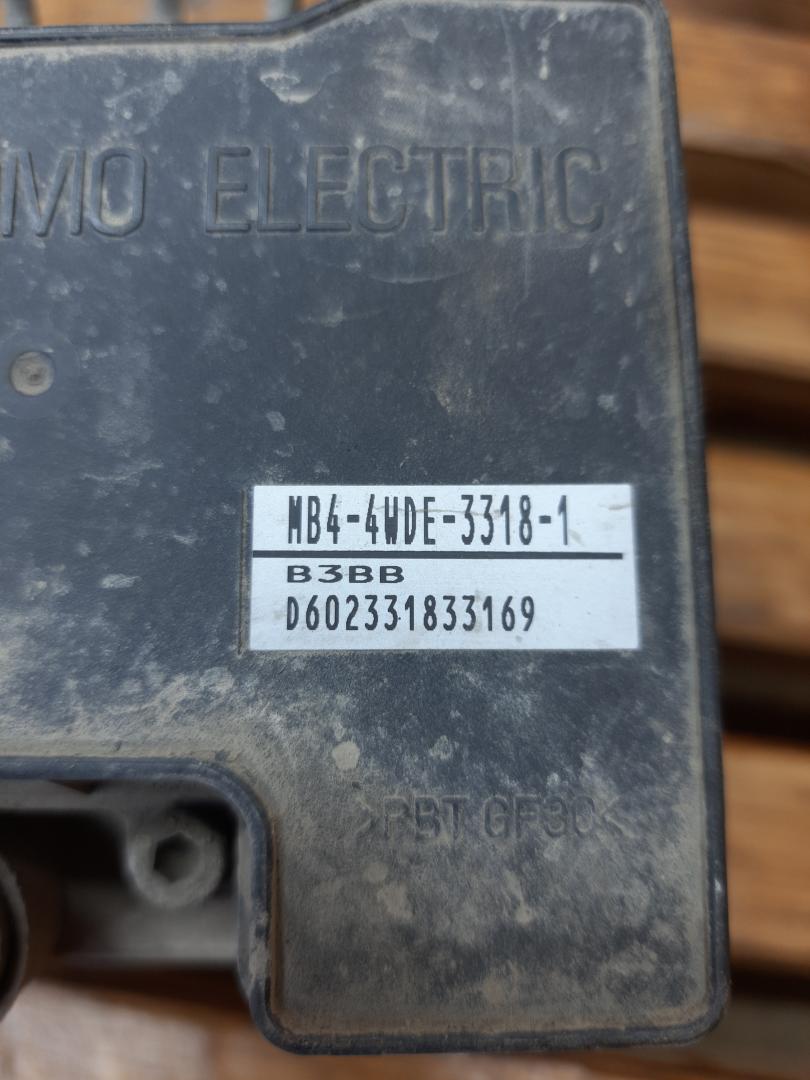 MO ELECTRIC
MB4-4WDE-3318-1
B3BB
D602331833169
>PBT GF30<